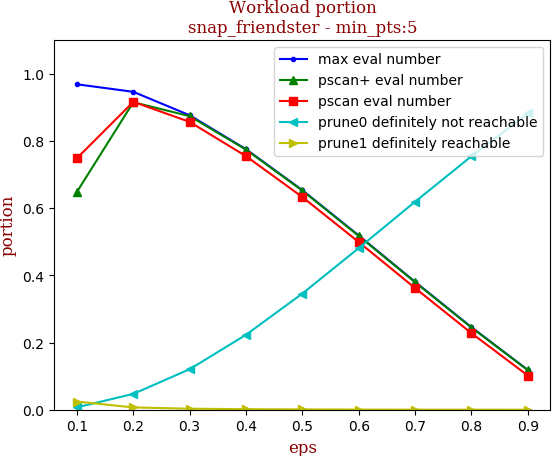 Workload portion
snap_friendster - min_pts:5
max eval number
pscan+ eval number
pscan eval number
prune0 definitely not reachable
prune1 definitely reachable
portion
1.0
0.8
0.6
0.4
0.2
0.0
0.1 0.2 0.3 0.4 0.5 0.6 0.7 0.8 0.9
eps